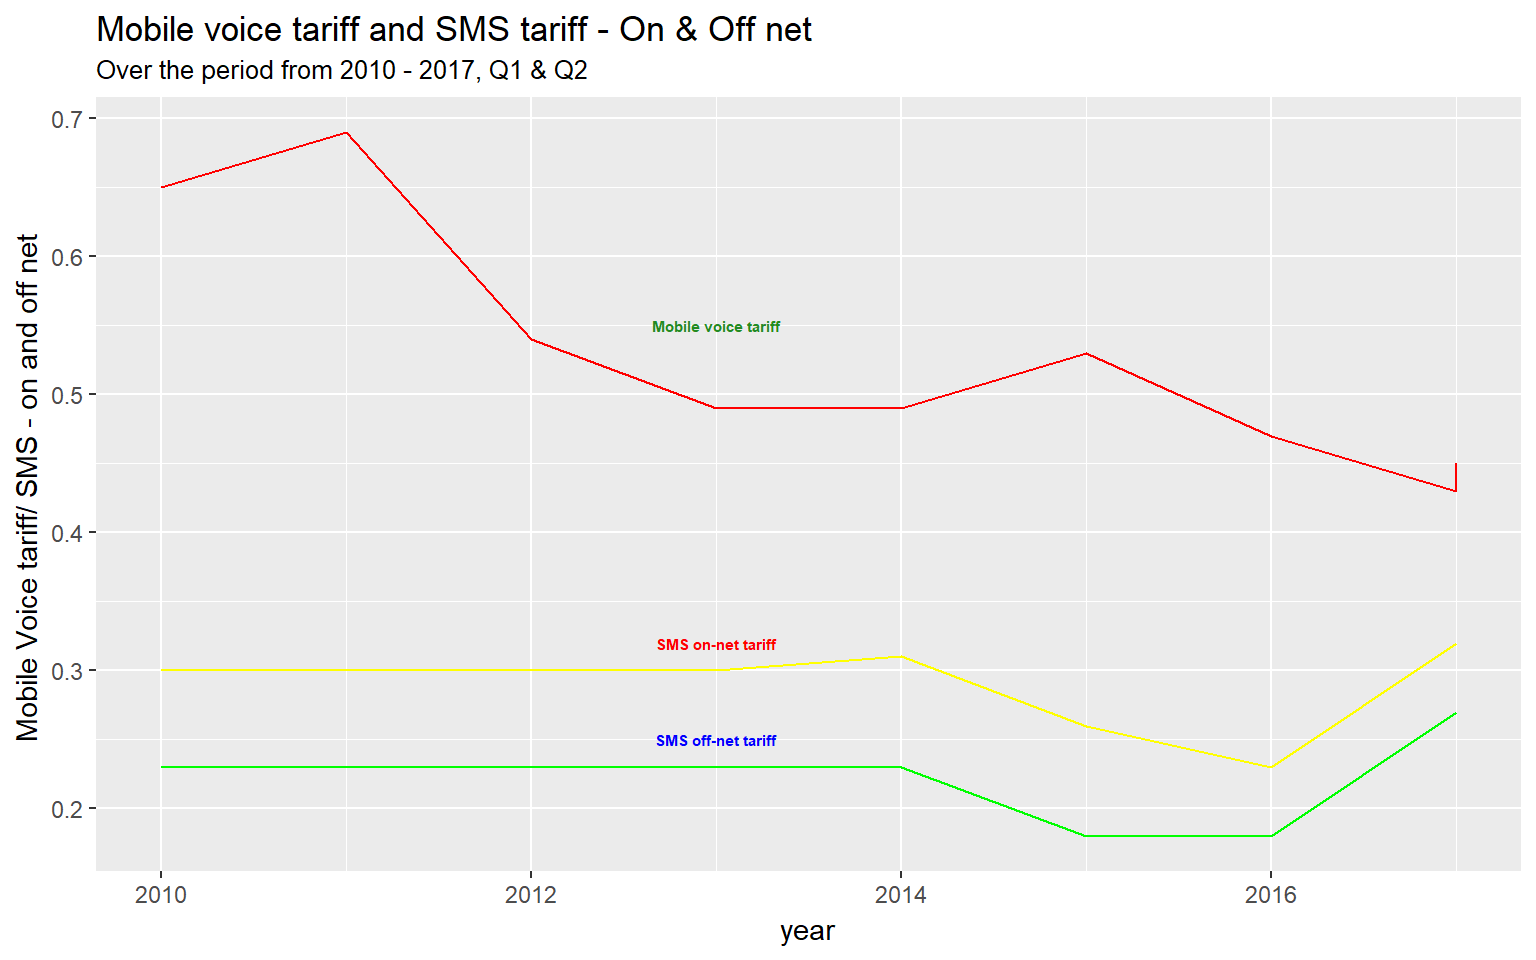 Mobile voice tariff and SMS tariff - On & Off net
Over the period from 2010 - 2017, Q1 & Q2
Mobile Voice tariff/ SMS - on and off net
0.7
0.6
0.5
0.4
0.3
0.2
Mobile voice tariff
SMS on-net tariff
SMS off-net tariff
2010
2012
2014
2016
year